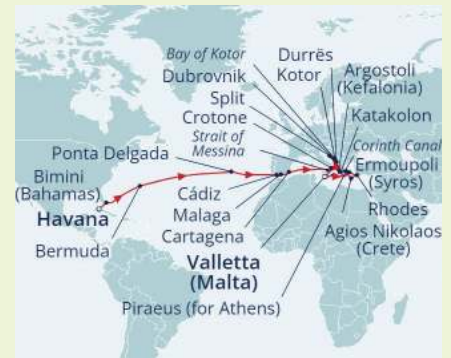 Bay of Kotor
Dubrovnik
Split
Crotone
Strait of
Messina
Durrës
Kotor
Argostoli
(Kefalonia)
Katakolon
Corinth Canal
Ermoupoli
(Syros)
Rhodes
Agios Nikolaos
(Crete)
Ponta Delgada
Bimini
(Bahamas)
Havana
Bermuda
Cádiz
Malaga
Cartagena
Valletta
(Malta)
Piraeus (for Athens)